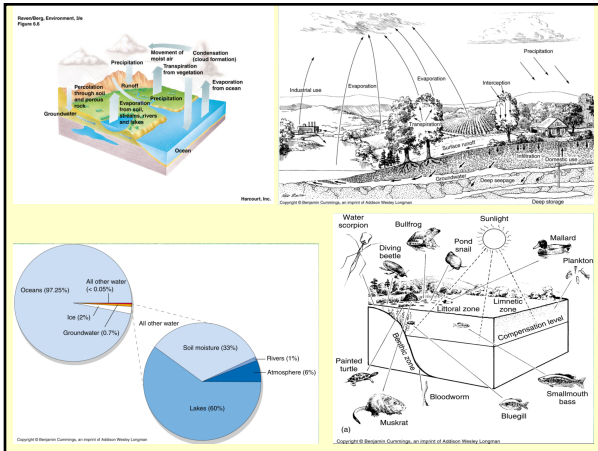 Raven/Berg, Environment, 3/e
Figure 6.6
Movement of
moist air
Condensation
(cloud formation)
Precipitation
Transpiration
from vegetation
Evaporation
from ocean
Runoff
Percolation
through soil
and porous
rock
Precipitation
Evaporation
from soil,
streams, rivers
and lakes
Groundwater
Ocean
Harcourt, Inc.
Precipitation
Evaporation
Evaporation
Interception
Industrial use
Transpiration
Surface runoff
Infiltration
Domestic use
Groundwater
Deep seepage
Deep storage
Copyright © Benjamin Cummings, an imprint of Addison Wesley Longman
Oceans (97.25%)
All other water
(< 0.05%)
Ice (2%)
Groundwater (0.7%)
All other water
Soil moisture (33%)
Rivers (1%)
Atmosphere (6%)
Lakes (60%)
Copyright © Benjamin Cummings, an imprint of Addison Wesley Longman
Water
scorpion
Bullfrog
Sunlight
Diving
beetle
Pond
snail
Mallard
Plankton
Littoral zone
Limnetic
zone
Compensation level
Benthic zone
Painted
turtle
Smallmouth
bass
Bloodworm
Bluegill
Muskrat
(a)
Copyright © Benjamin Cummings, an imprint of Addison Wesley Longman